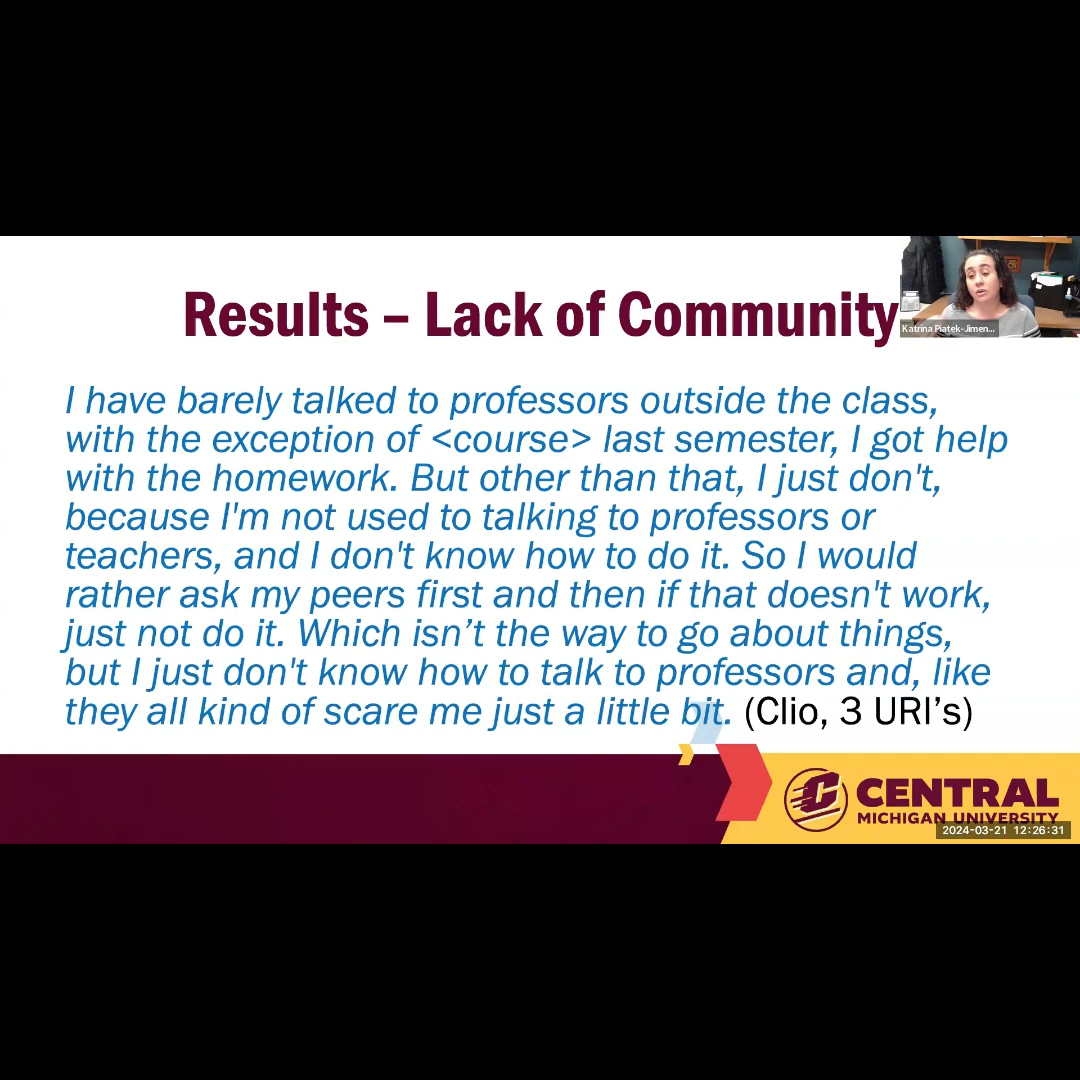 Results – Lack of Community
Katrina Piatek-Jimen...
I have barely talked to professors outside the class,
with the exception of <course> last semester, I got help
with the homework. But other than that, I just don't,
because I'm not used to talking to professors or
teachers, and I don't know how to do it. So I would
rather ask my peers first and then if that doesn't work,
just not do it. Which isn’t the way to go about things,
but I just don't know how to talk to professors and, like
they all kind of scare me just a little bit. (Clio, 3 URI’s)
C
CENTRAL
MICHIGAN UNIVERSITY
2024-03-21 12:26:31